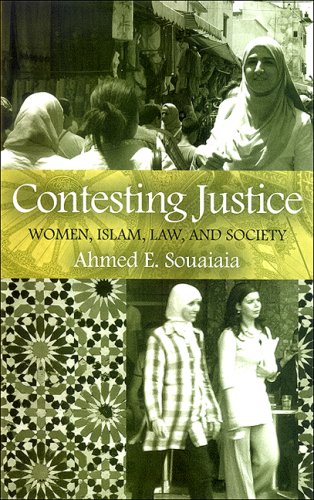 Contesting Justice
WOMEN, ISLAM, LAW, AND SOCIETY
Ahmed E. Souaiaia